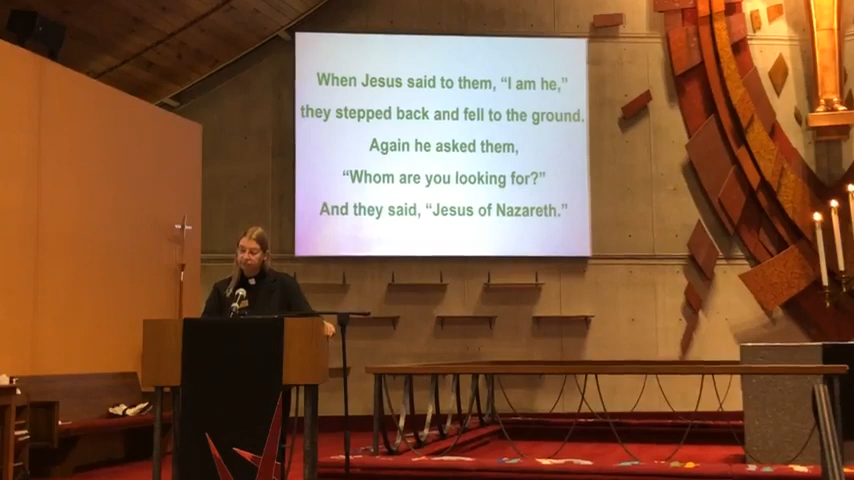 When Jesus said to them, “I am he,”
they stepped back and fell to the ground.
Again he asked them,
“Whom are you looking for?”
And they said, “Jesus of Nazareth.”